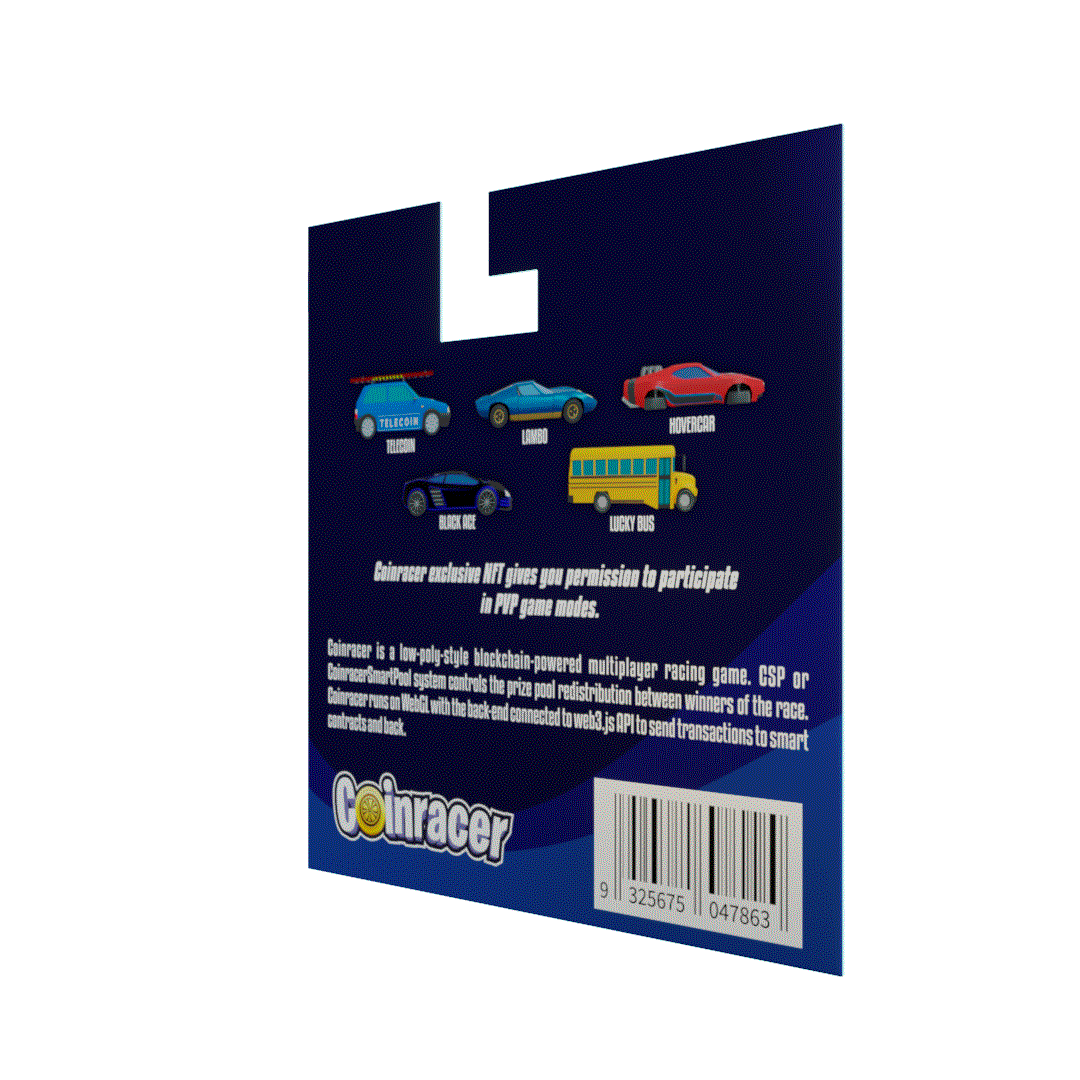 TELECOIN
TELECOIN
LAMBO
HOVERCAR
BLACK ACE
LUCKY BUS
Coinracer exclusive NFT gives you permission to participate
in PVP game modes.
Coinracer is a low-poly-style blockchain-powered multiplayer racing game. CSP or
CoinracerSmartPool system controls the prize pool redistribution between winners of the race.
Coinracer runs on WebGL with the back-end connected to web3.js API to send transactions to smart
contracts and back.
Coinracer
9 325675 047863